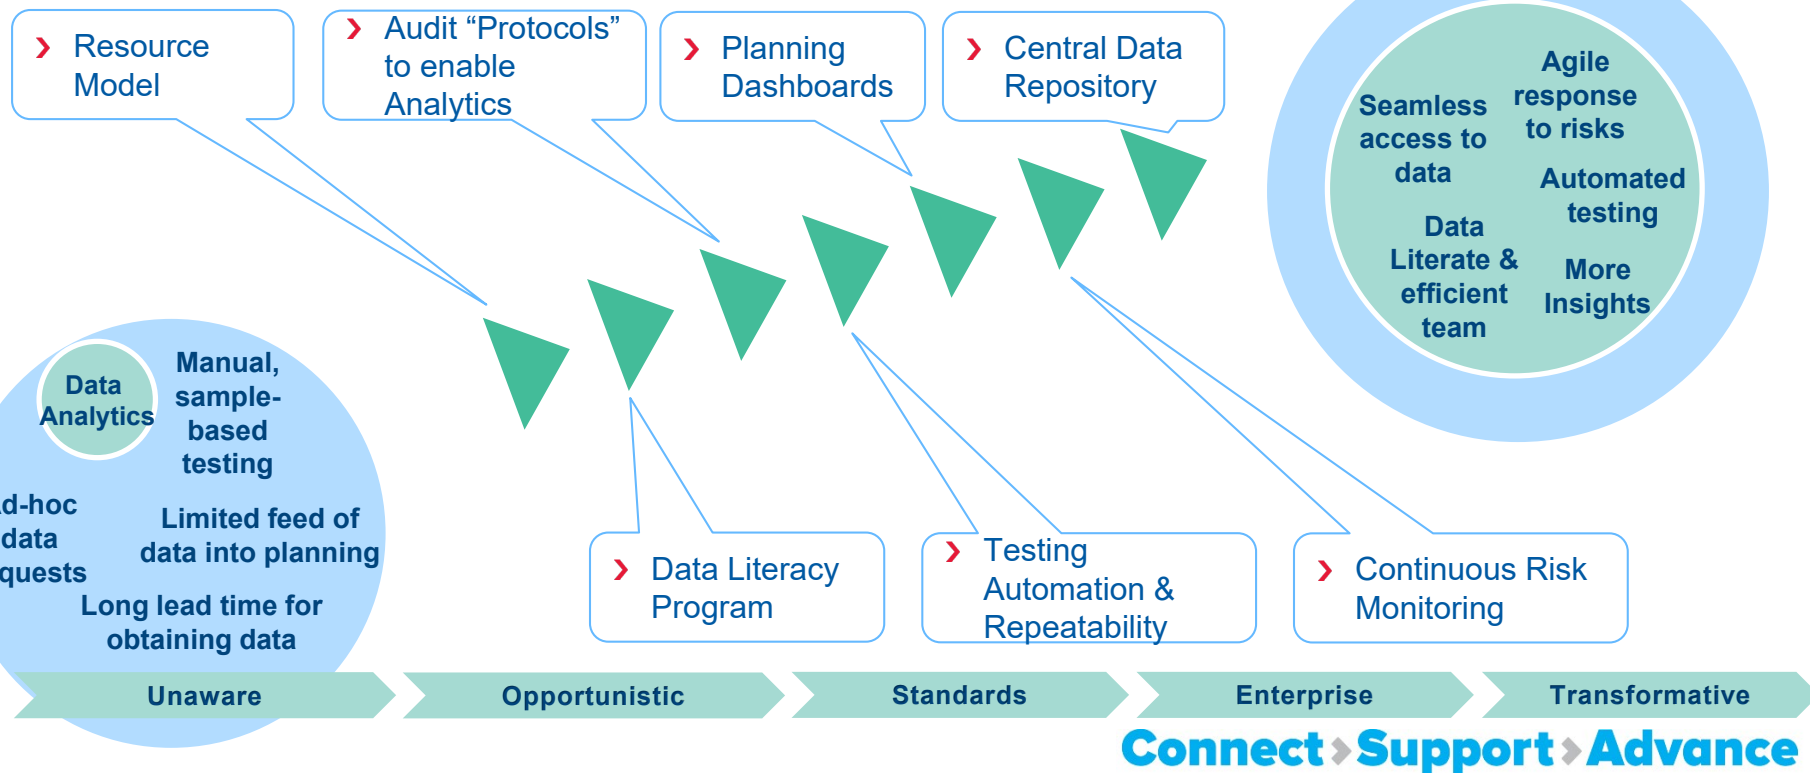 Resource
Model
Audit “Protocols”
to enable
Analytics
Planning
Dashboards
Central Data
Repository
Agile
response
to risks
Seamless
access to
data
Automated
testing
Data
Literate &
efficient
team
More
Insights
Data
Analytics
Manual,
sample-
based
testing
d-hoc
data
quests
Limited feed of
data into planning
Long lead time for
obtaining data
Data Literacy
Program
Testing
Automation &
Repeatability
Continuous Risk
Monitoring
Unaware
Opportunistic
Standards
Enterprise
Transformative
Connect > Support > Advance